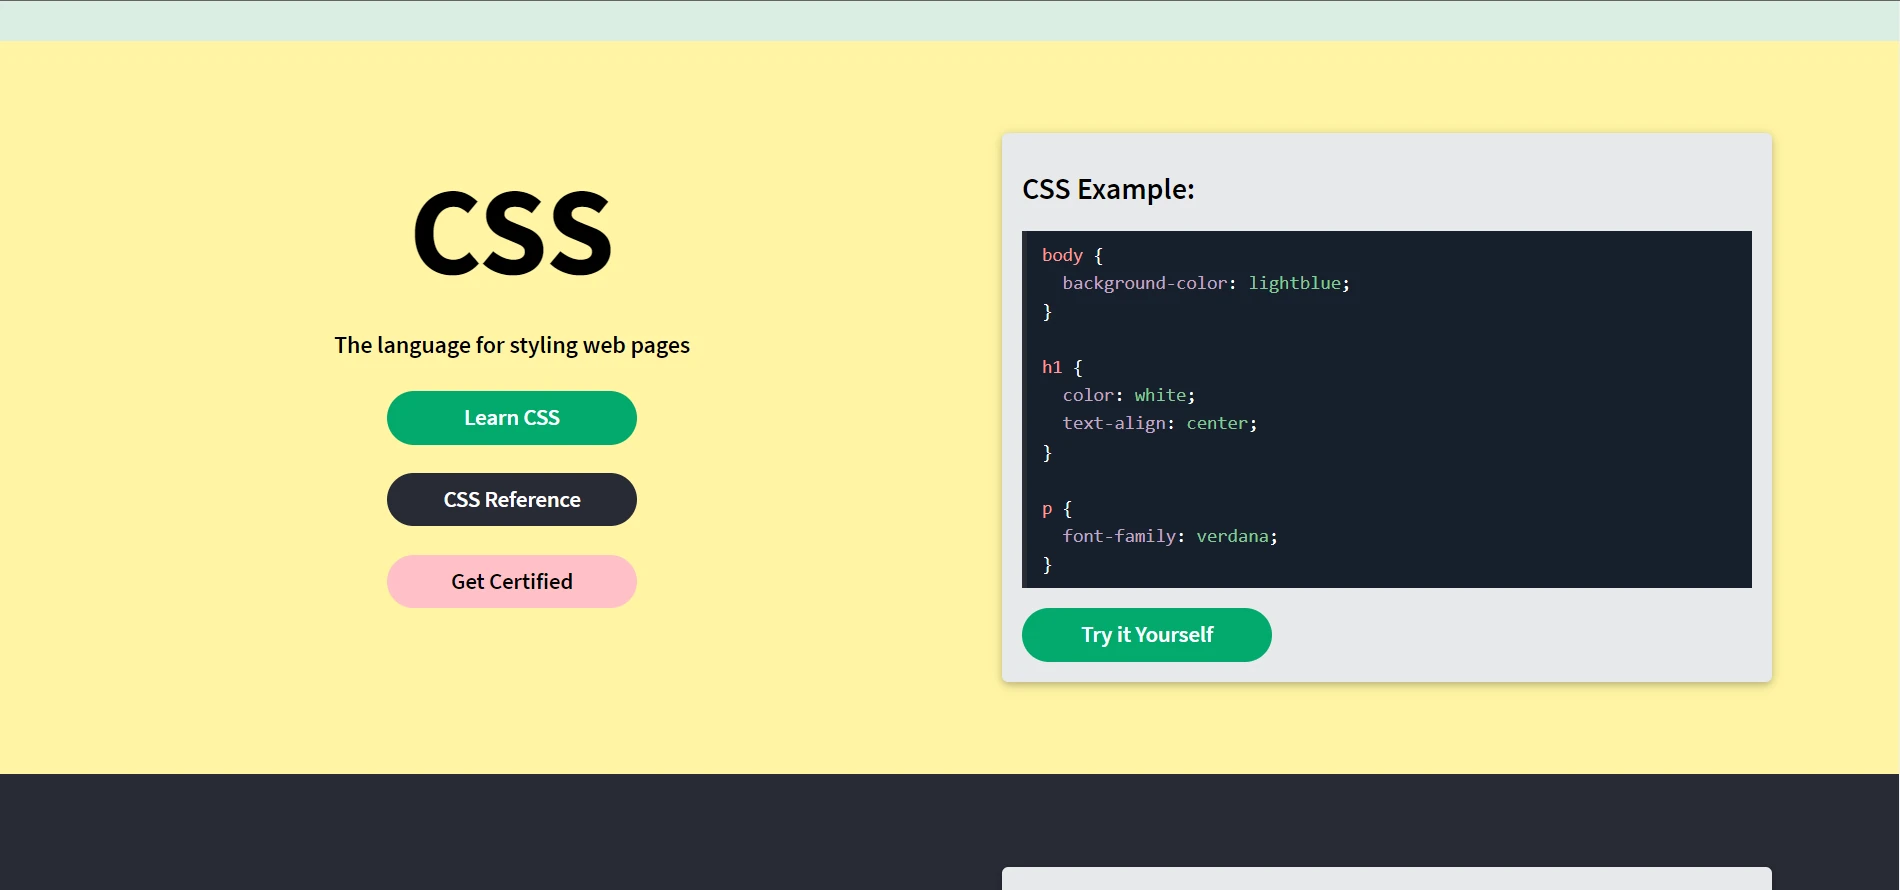 CSS
The language for styling web pages
Learn CSS
CSS Reference
Get Certified
CSS Example:
body {
  background-color: lightblue;
}
h1 {
  color: white;
  text-align: center;
}
p {
  font-family: verdana;
}
Try it Yourself